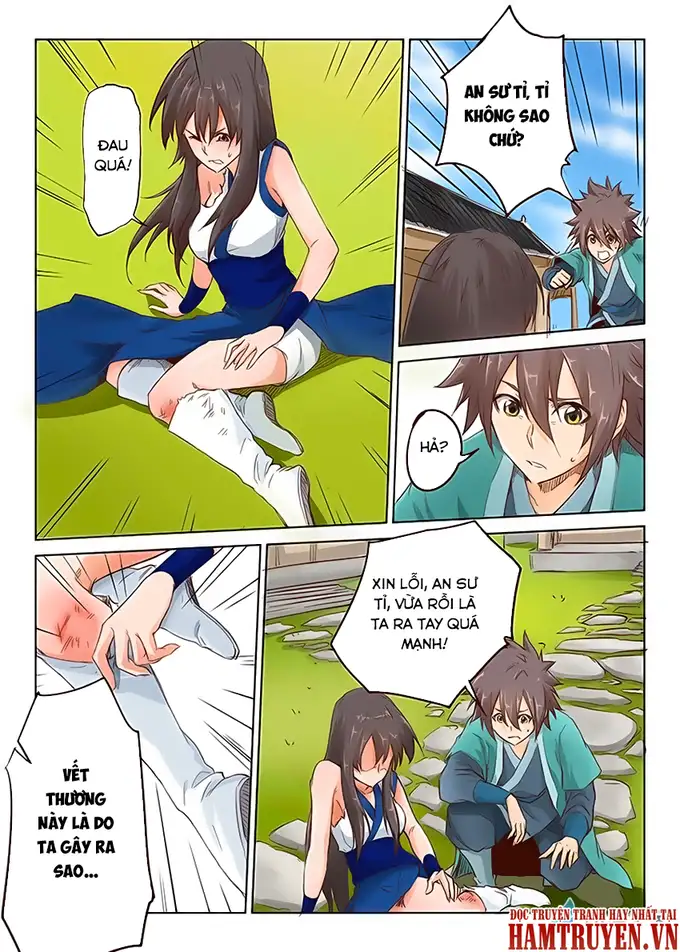 ĐAU
QUÁ!
AN SƯ TỈ, TỈ
KHÔNG SAO
CHỨ?
HẢ?
XIN LỖI, AN SƯ
TỈ, VỪA RỒI LÀ
TA RA TAY QUÁ
MẠNH!
VẾT
THƯƠNG
NÀY LÀ DO
TA GÂY RA
SAO...
ĐỌC TRUYỆN TRANH HAY NHẤT TẠI
HAMTRUYEN.VN